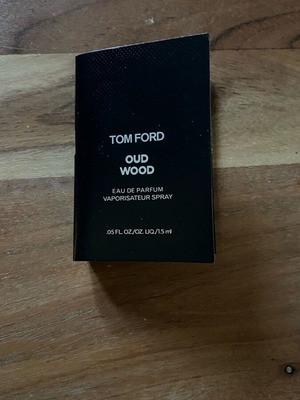 TOM FORD
OUD
WOOD
EAU DE PARFUM
VAPORISATEUR SPRAY
.05 FL. OZ./OZ. LIQ./1.5 ml